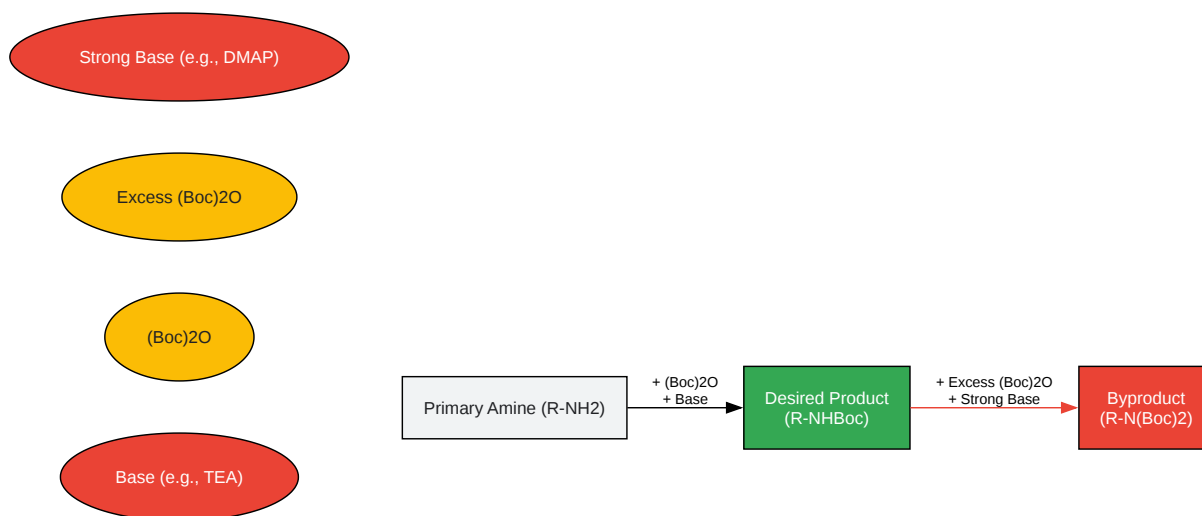 Strong Base (e.g., DMAP)
Excess (Boc)2O
(Boc)2O
Base (e.g., TEA)
Primary Amine (R-NH2)
+ (Boc)2O
+ Base
Desired Product
(R-NHBoc)
+ Excess (Boc)2O
+ Strong Base
Byproduct
(R-N(Boc)2)